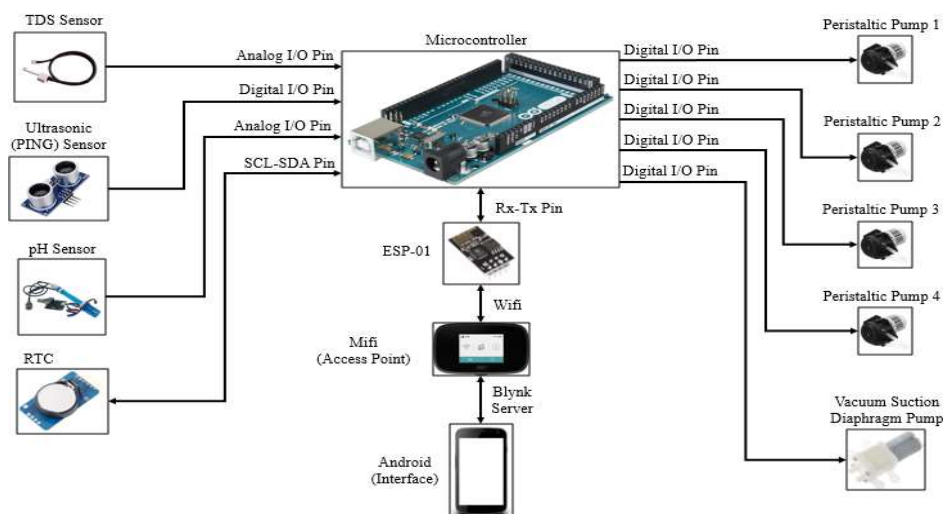 TDS Sensor
Analog I/O Pin
Ultrasonic
(PING) Sensor
Digital I/O Pin
pH Sensor
Analog I/O Pin
RTC
SCL-SDA Pin
Microcontroller
Rx-Tx Pin
ESP-01
Wifi
Mifi
(Access Point)
Blynk
Server
Android
(Interface)
Digital I/O Pin
Peristaltic Pump 1
Digital I/O Pin
Peristaltic Pump 2
Digital I/O Pin
Peristaltic Pump 3
Digital I/O Pin
Peristaltic Pump 4
Digital I/O Pin
Vacuum Suction
Diaphragm Pump